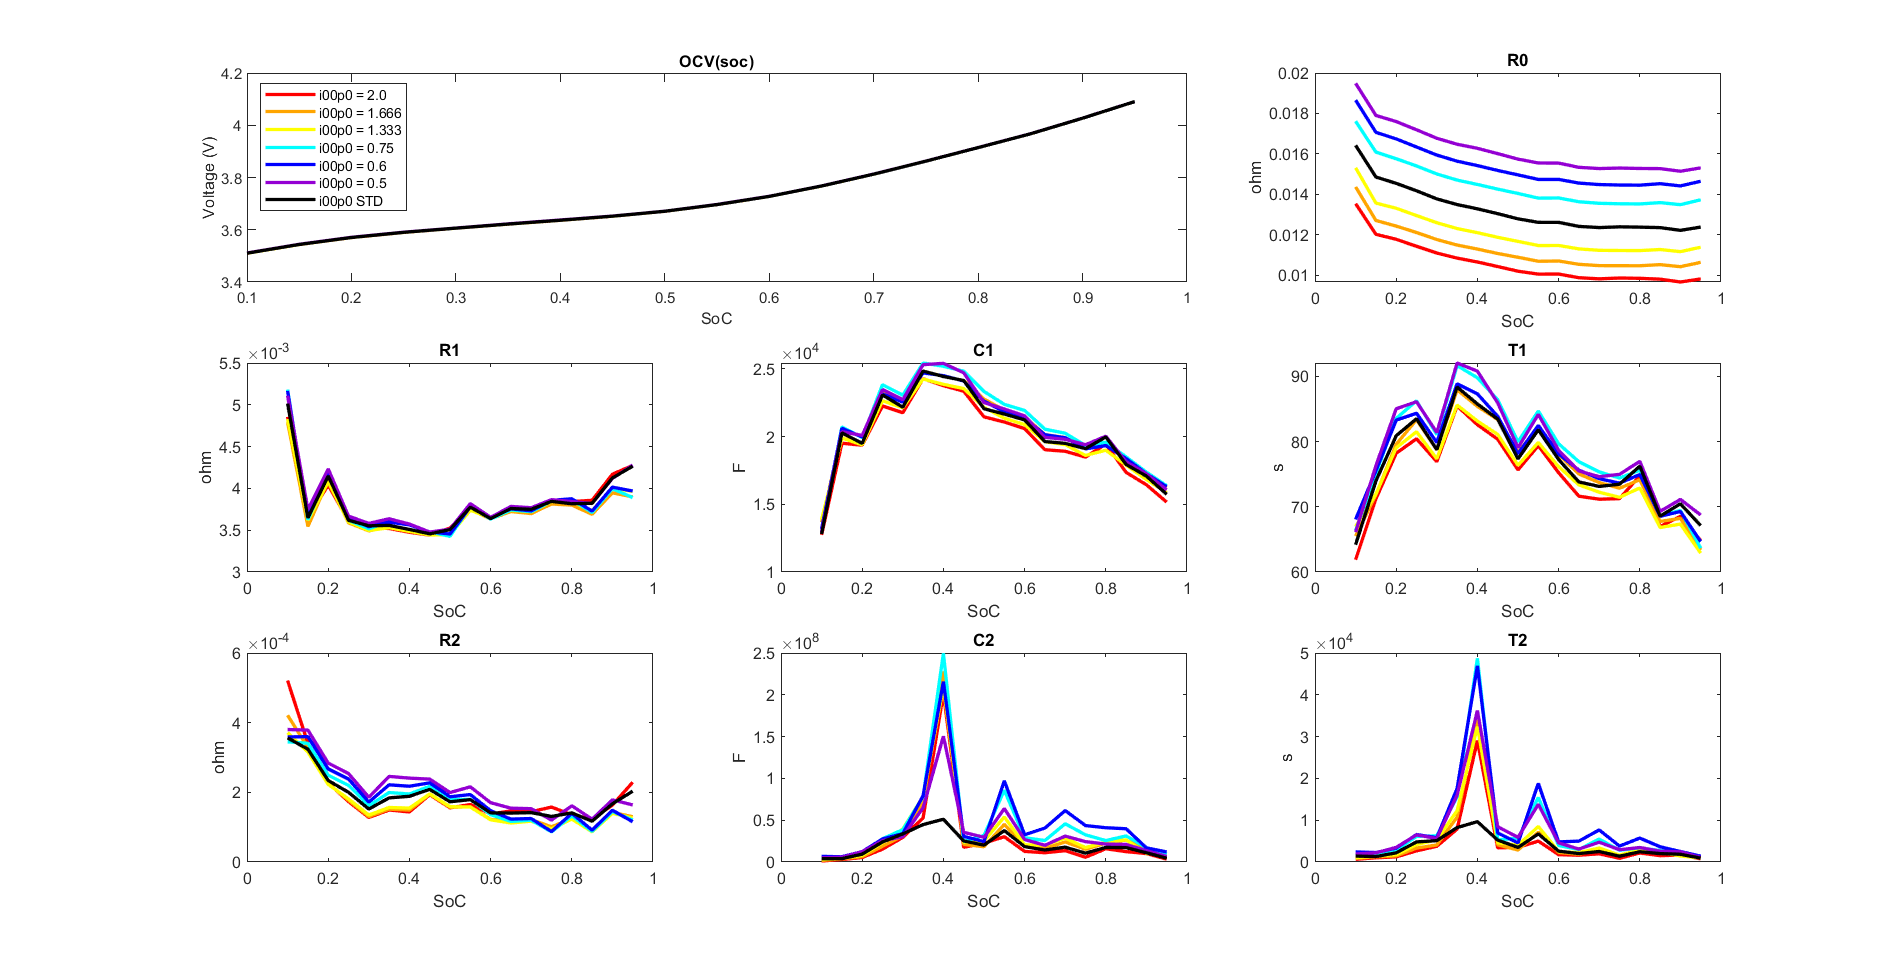 OCV(soc)
4.2
4
3.8
3.6
3.4
Voltage (V)
i00p0 = 2.0
i00p0 = 1.666
i00p0 = 1.333
i00p0 = 0.75
i00p0 = 0.6
i00p0 = 0.5
i00p0 STD
0.1 0.2 0.3 0.4 0.5 0.6 0.7 0.8 0.9 1
SoC
R0
0.02
0.018
0.016
0.014
0.012
0.01
ohm
0 0.2 0.4 0.6 0.8 1
SoC
R1
×10-3
5.5
5
4.5
4
3.5
3
ohm
0 0.2 0.4 0.6 0.8 1
SoC
C1
×104
2.5
2
1.5
1
F
0 0.2 0.4 0.6 0.8 1
SoC
T1
90
80
70
60
s
0 0.2 0.4 0.6 0.8 1
SoC
R2
×10-4
6
4
2
0
ohm
0 0.2 0.4 0.6 0.8 1
SoC
C2
×108
2.5
2
1.5
1
0.5
0
F
0 0.2 0.4 0.6 0.8 1
SoC
T2
×104
5
4
3
2
1
0
s
0 0.2 0.4 0.6 0.8 1
SoC